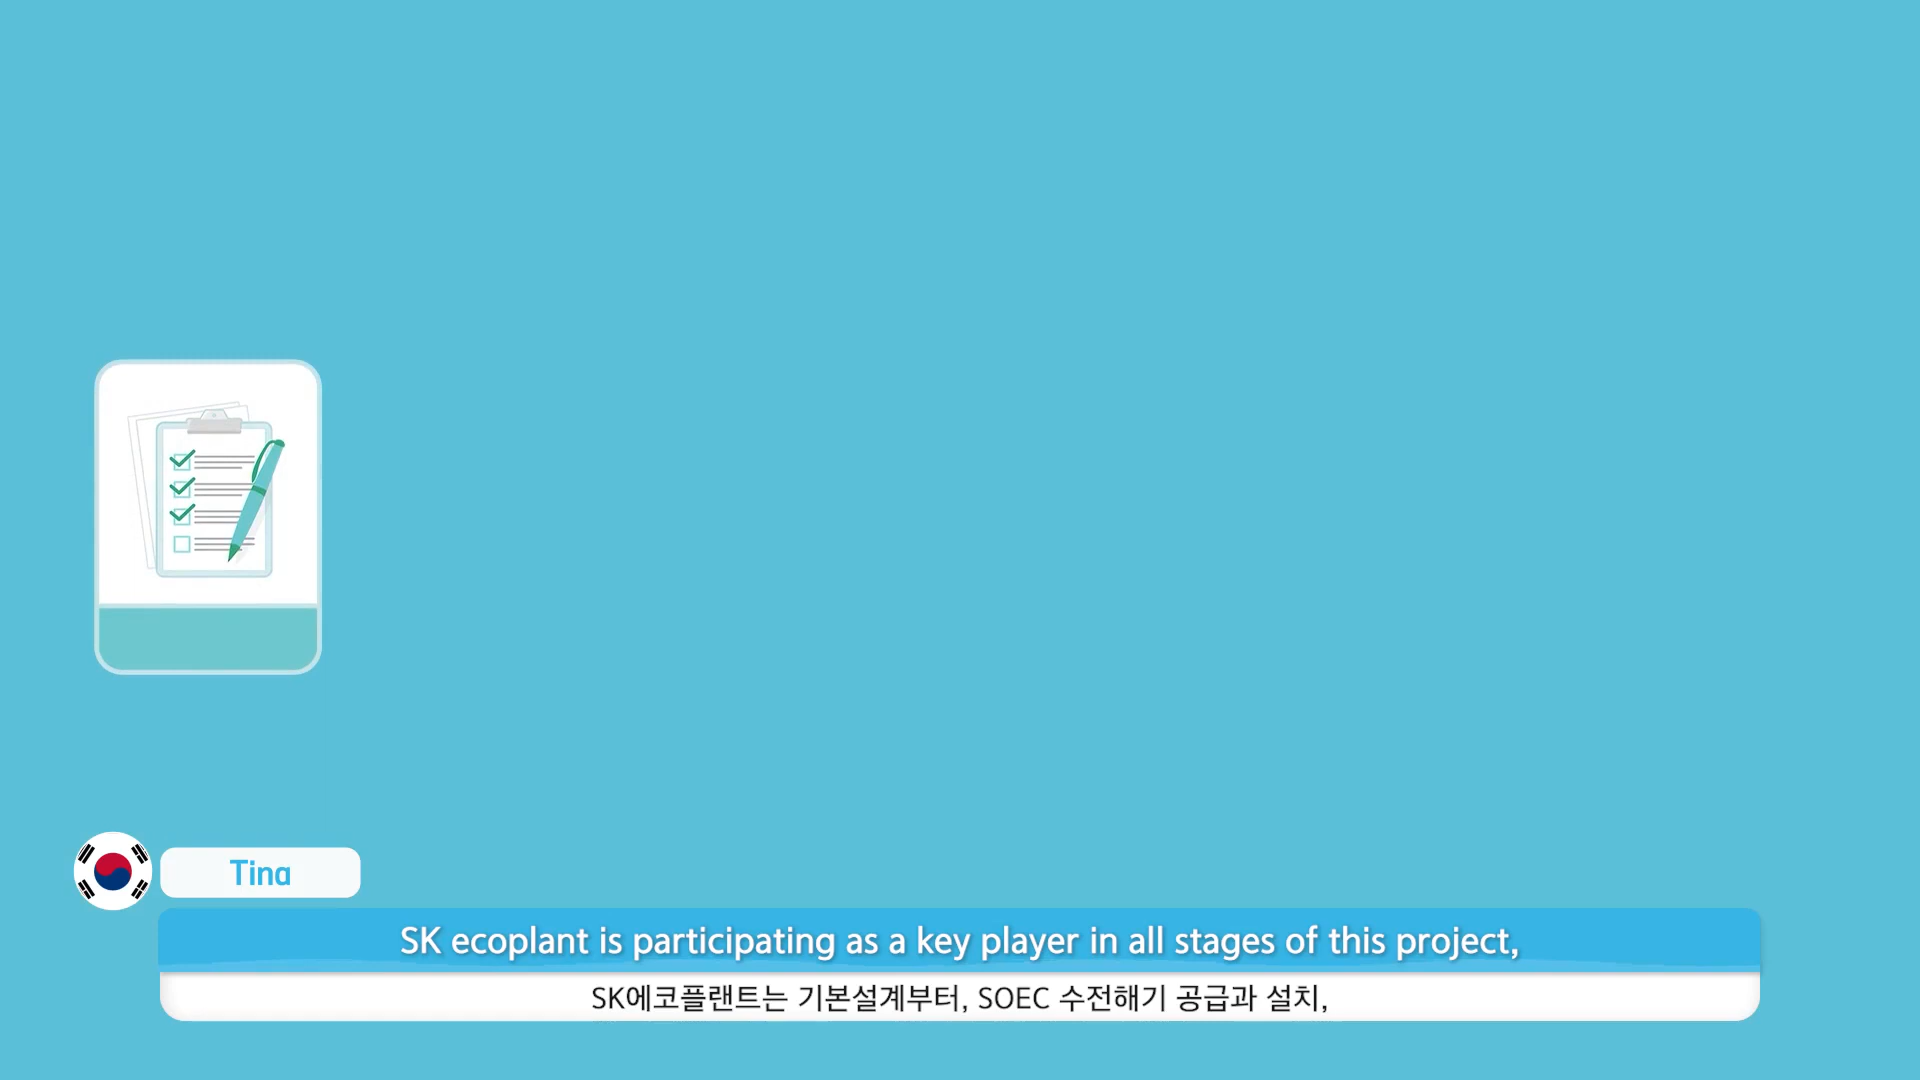 Tina
SK ecoplant is participating as a key player in all stages of this project,
SK에코플랜트는 기본설계부터, SOEC 수전해기 공급과 설치,